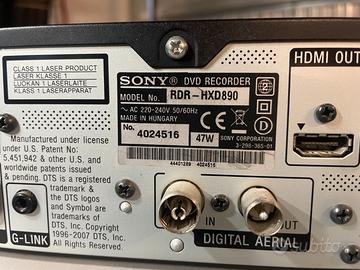 CLASS 1 LASER PRODUCT
LASER KLASSE 1
LUOKAN 1 LASERLAITE
KLASS 1 LASERAPPARAT
SONY® DVD RECORDER
MODEL No. RDR-HXD890
~ AC 220-240V 50/60Hz
MADE IN HUNGARY
No. 4024516
47W
SONY CORPORATION
3-298-365-01
44401289 4024516
HDMI OUT
Manufactured under license
under U.S. Patent No:
5,451,942 & other U.S. and
worldwide patents issued
& pending. DTS is a registered
trademark & the
DTS logos and
Symbol are
trademarks of DTS,
Inc. Copyright
1996-2007 DTS, Inc.
All Rights Reserved.
G-LINK
IN
OUT
DIGITAL AERIAL
subito